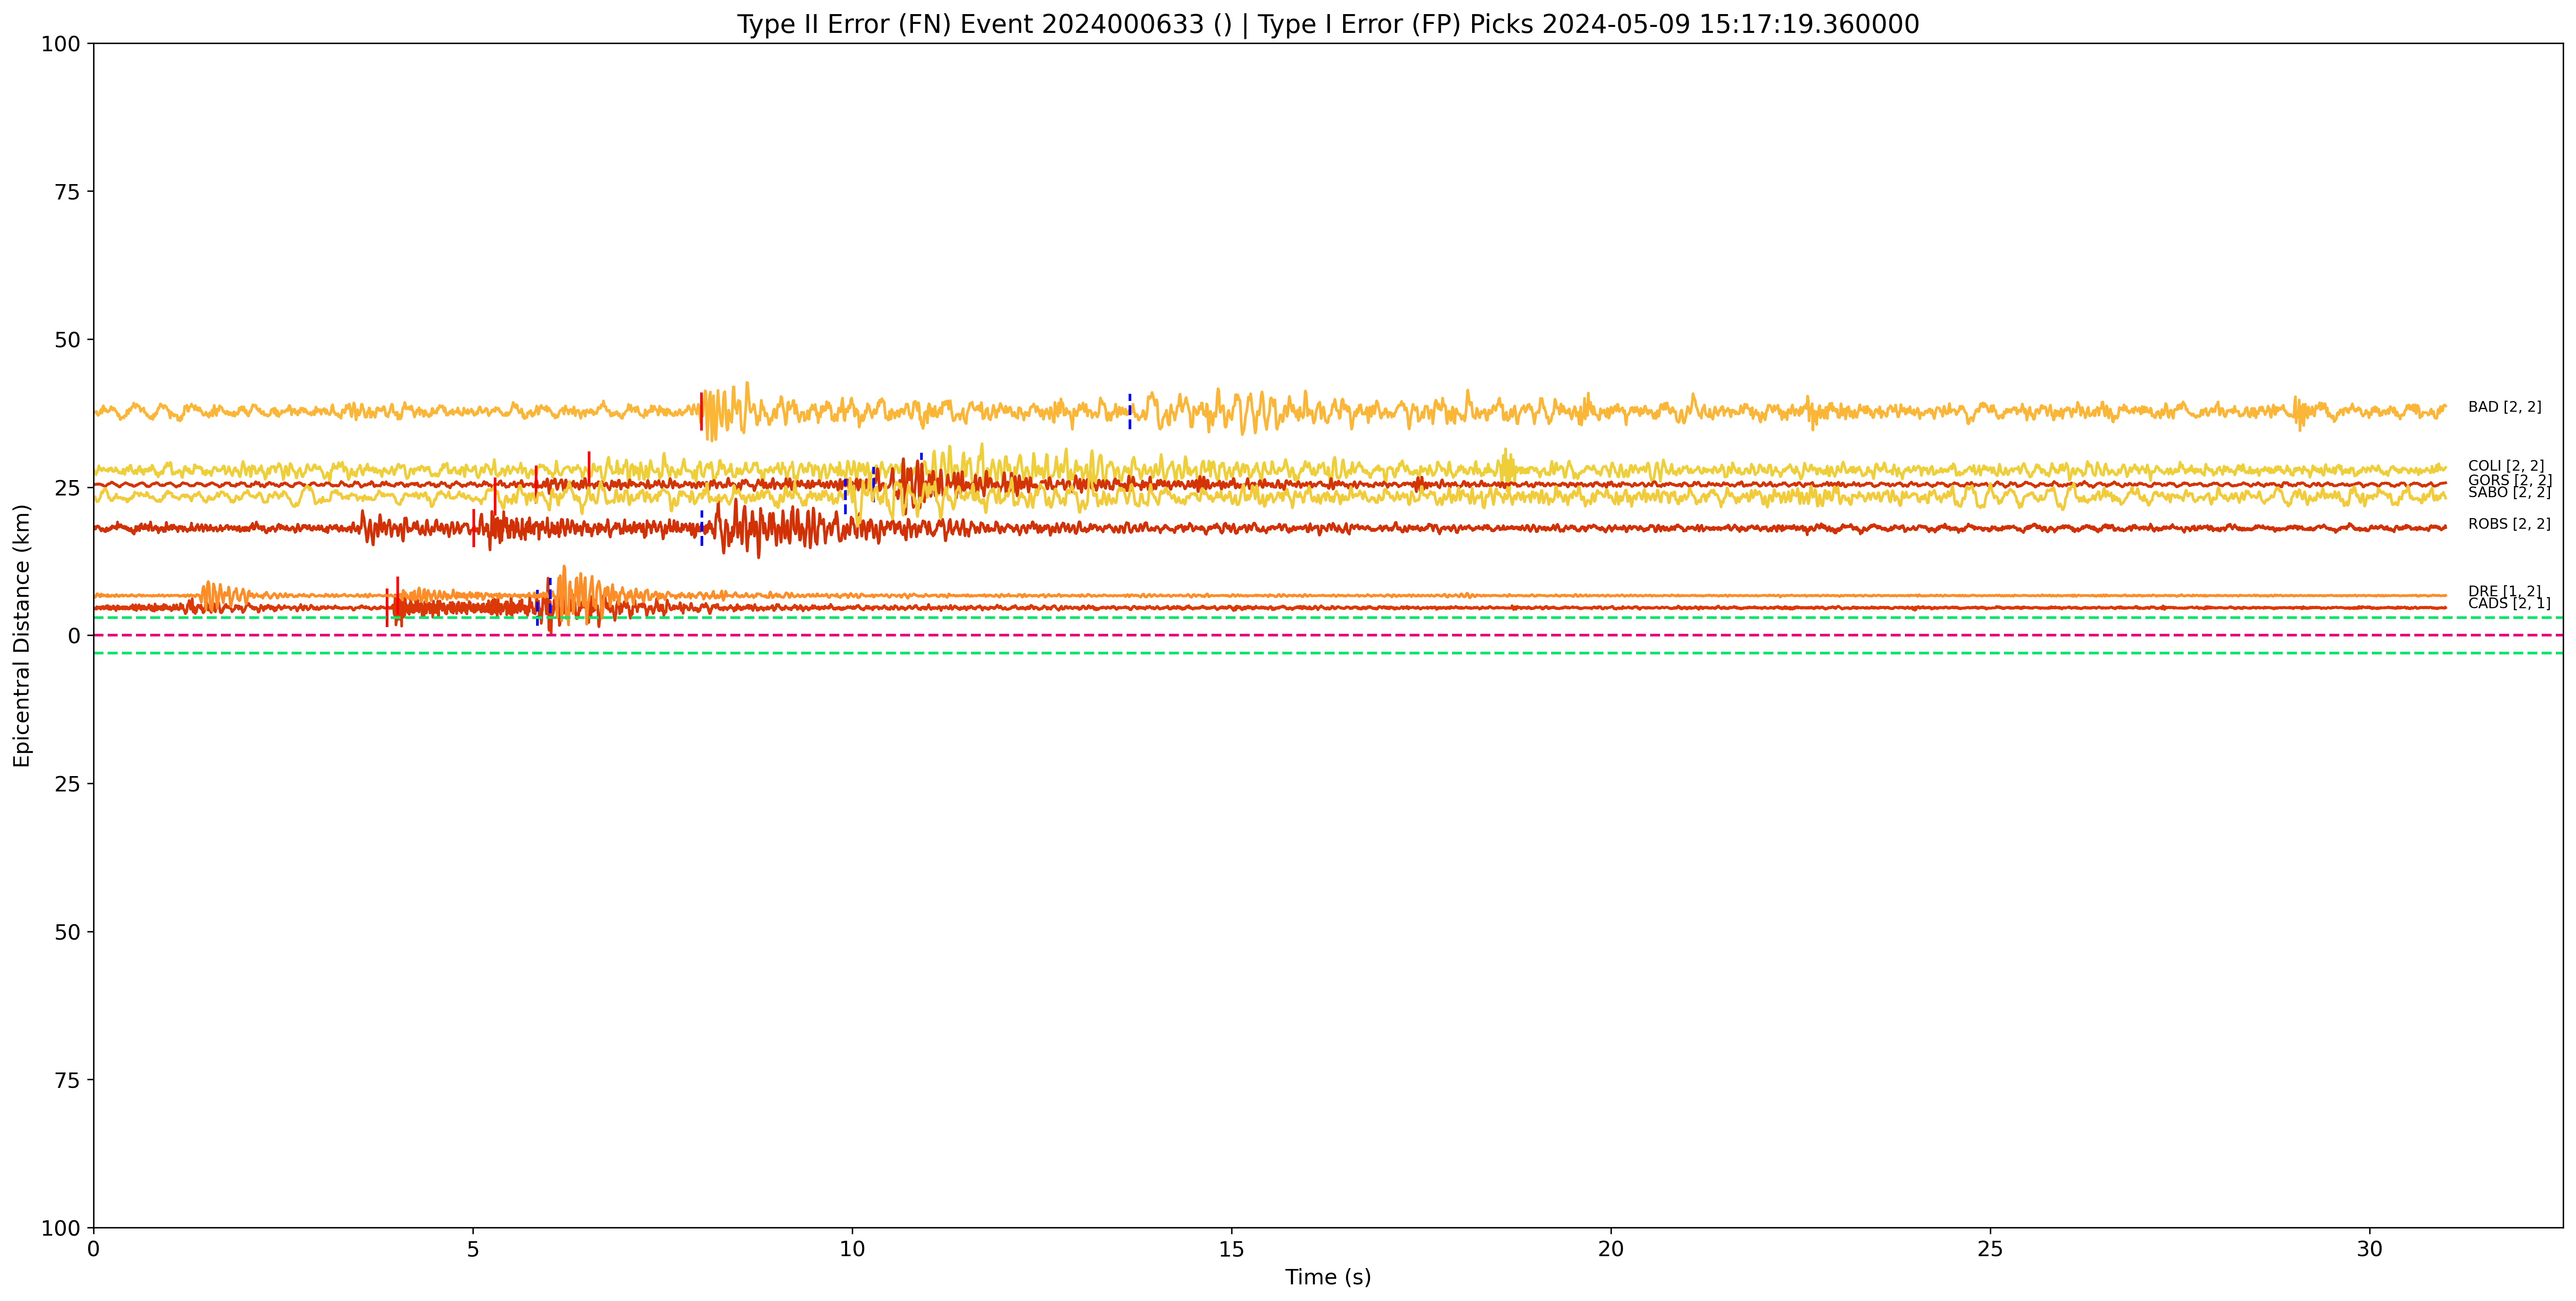 Type II Error (FN) Event 2024000633 () | Type I Error (FP) Picks 2024-05-09 15:17:19.360000
100
75
50
25
0
25
50
75
100
Epicentral Distance (km)
BAD [2, 2]
COLI [2, 2]
GORS [2, 2]
SABO [2, 2]
ROBS [2, 2]
DRE [1, 2]
CADS [2, 1]
0 5 10 15 20 25 30
Time (s)